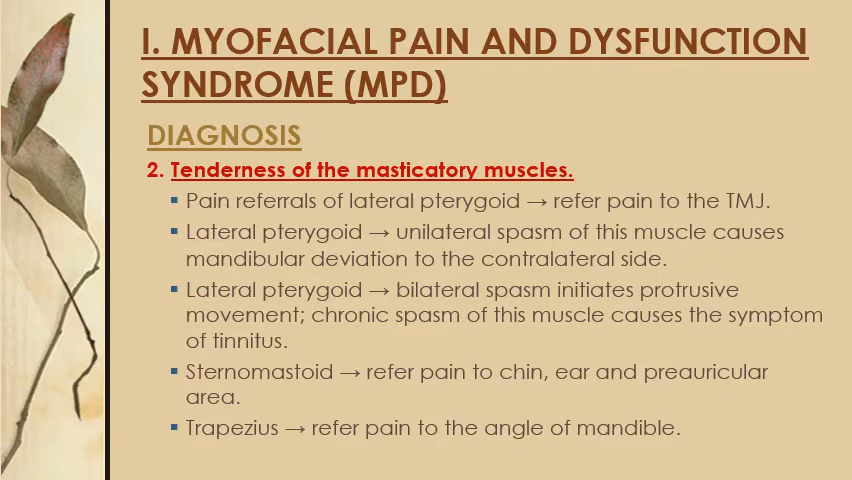 I. MYOFACIAL PAIN AND DYSFUNCTION
SYNDROME (MPD)
DIAGNOSIS
2. Tenderness of the masticatory muscles.
▪ Pain referrals of lateral pterygoid → refer pain to the TMJ.
▪ Lateral pterygoid → unilateral spasm of this muscle causes
mandibular deviation to the contralateral side.
▪ Lateral pterygoid → bilateral spasm initiates protrusive
movement; chronic spasm of this muscle causes the symptom
of tinnitus.
▪ Sternomastoid → refer pain to chin, ear and preauricular
area.
▪ Trapezius → refer pain to the angle of mandible.